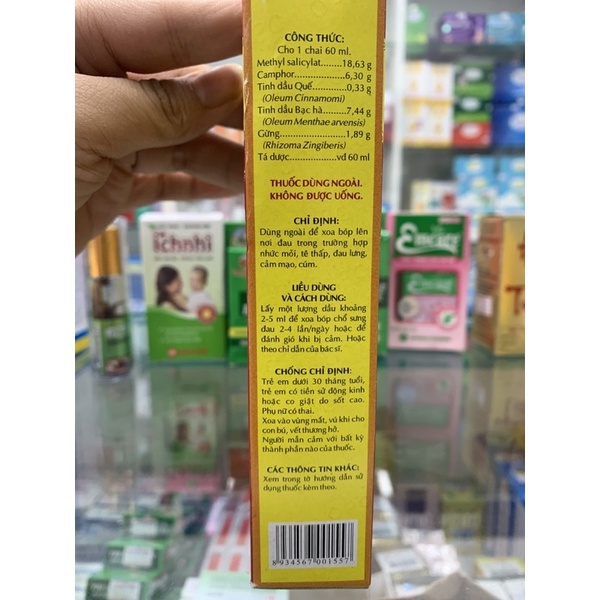 CÔNG THỨC:
Cho 1 chai 60 ml.
Methyl salicylat........18,63 g
Camphor...................6,30 g
Tinh dầu Quế.............0,33 g
(Oleum Cinnamomi)
Tinh dầu Bạc hà..........7,44 g
(Oleum Menthae arvensis)
Gừng........................1,89 g
(Rhizoma Zingiberis)
Tá dược..................vđ 60 ml
THUỐC DÙNG NGOÀI.
KHÔNG ĐƯỢC UỐNG.
CHỈ ĐỊNH:
Dùng ngoài để xoa bóp lên
nơi đau trong trường hợp
nhức mỏi, tê thấp, đau lưng,
cảm mạo, cúm.
LIỀU DÙNG
VÀ CÁCH DÙNG:
Lấy một lượng dầu khoảng
2-5 ml để xoa bóp chổ sưng
đau 2-4 lần/ngày hoặc để
đánh gió khi bị cảm. Hoặc
theo chỉ dẫn của bác sĩ.
CHỐNG CHỈ ĐỊNH:
Trẻ em dưới 30 tháng tuổi,
trẻ em có tiền sử động kinh
hoặc co giật do sốt cao.
Phụ nữ có thai.
Xoa vào vùng mắt, vú khi cho
con bú, vết thương hở.
Người mẫn cảm với bất kỳ
thành phần nào của thuốc.
CÁC THÔNG TIN KHÁC:
Xem trong tờ hướng dẫn sử
dụng thuốc kèm theo.
8 934567 001557
ichnhi